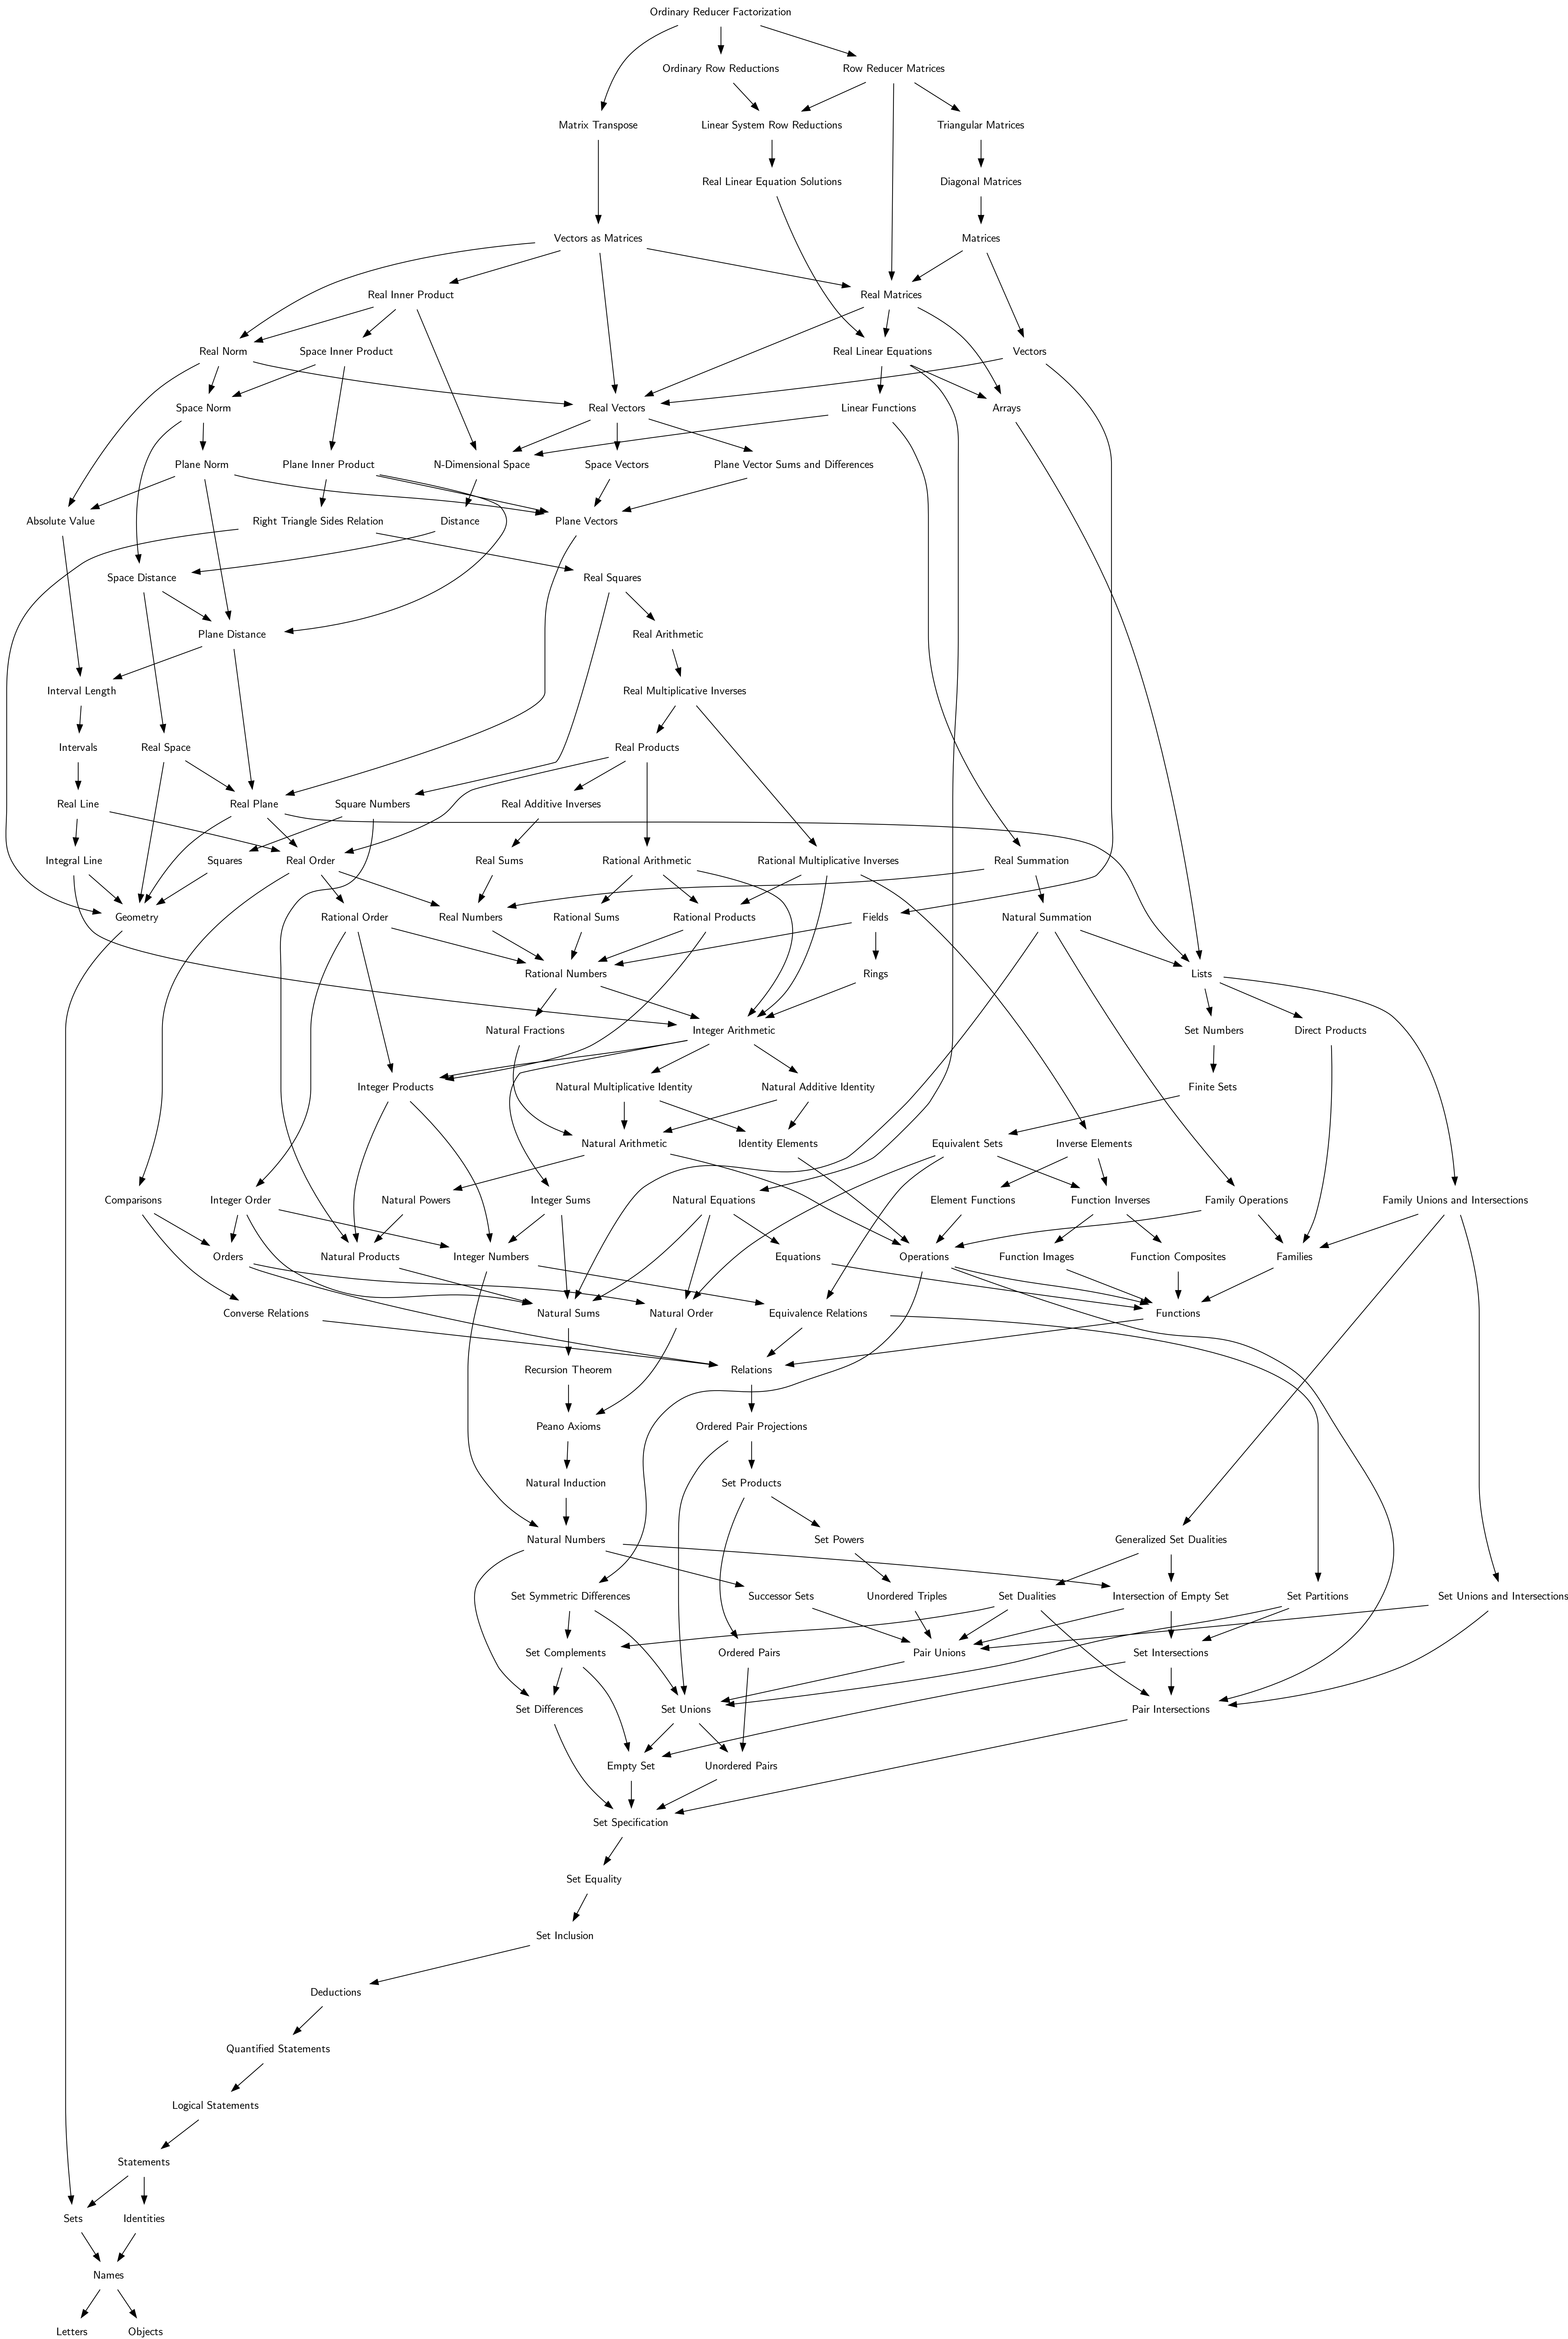 Ordinary Reducer Factorization
Ordinary Row Reductions
Row Reducer Matrices
Matrix Transpose
Linear System Row Reductions
Triangular Matrices
Real Linear Equation Solutions
Diagonal Matrices
Vectors as Matrices
Matrices
Real Inner Product
Real Matrices
Real Norm
Space Inner Product
Real Linear Equations
Vectors
Space Norm
Real Vectors
Linear Functions
Arrays
Plane Norm
Plane Inner Product
N-Dimensional Space
Space Vectors
Plane Vector Sums and Differences
Absolute Value
Right Triangle Sides Relation
Distance
Plane Vectors
Space Distance
Real Squares
Plane Distance
Real Arithmetic
Interval Length
Real Multiplicative Inverses
Intervals
Real Space
Real Products
Real Line
Real Plane
Square Numbers
Real Additive Inverses
Integral Line
Squares
Real Order
Real Sums
Rational Arithmetic
Rational Multiplicative Inverses
Real Summation
Geometry
Rational Order
Real Numbers
Rational Sums
Rational Products
Fields
Natural Summation
Rational Numbers
Rings
Lists
Natural Fractions
Integer Arithmetic
Set Numbers
Direct Products
Integer Products
Natural Multiplicative Identity
Natural Additive Identity
Finite Sets
Natural Arithmetic
Identity Elements
Equivalent Sets
Inverse Elements
Comparisons
Integer Order
Natural Powers
Integer Sums
Natural Equations
Element Functions
Function Inverses
Family Operations
Family Unions and Intersections
Orders
Natural Products
Integer Numbers
Equations
Operations
Function Images
Function Composites
Families
Converse Relations
Natural Sums
Natural Order
Equivalence Relations
Functions
Recursion Theorem
Relations
Peano Axioms
Ordered Pair Projections
Natural Induction
Set Products
Natural Numbers
Set Powers
Generalized Set Dualities
Set Symmetric Differences
Successor Sets
Unordered Triples
Set Dualities
Intersection of Empty Set
Set Partitions
Set Unions and Intersections
Set Complements
Ordered Pairs
Pair Unions
Set Intersections
Set Differences
Set Unions
Pair Intersections
Empty Set
Unordered Pairs
Set Specification
Set Equality
Set Inclusion
Deductions
Quantified Statements
Logical Statements
Statements
Sets
Identities
Names
Letters
Objects